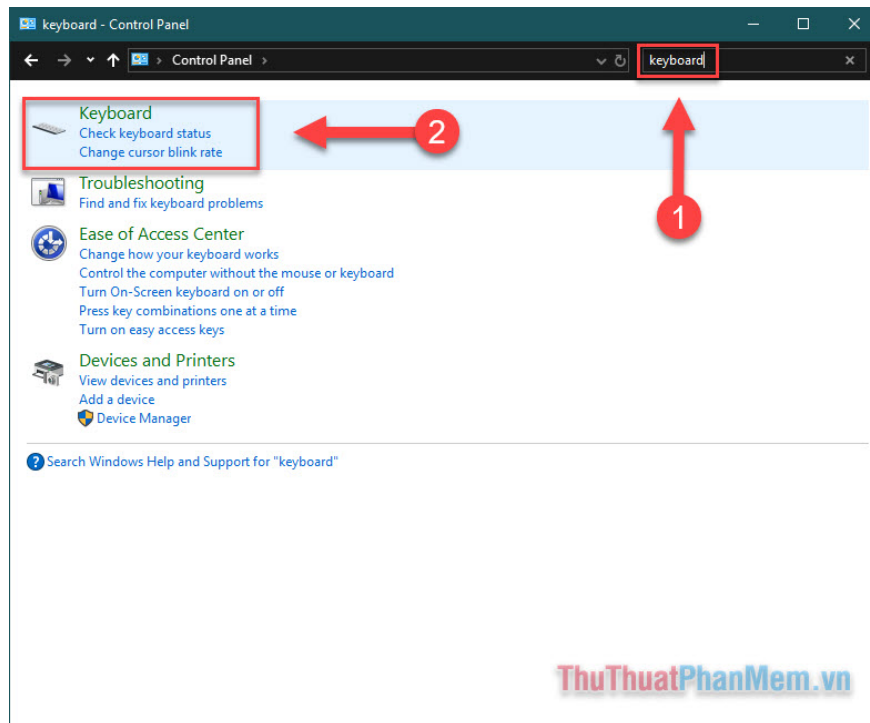 keyboard - Control Panel
Control Panel
keyboard
Keyboard
Check keyboard status
Change cursor blink rate
2
1
Troubleshooting
Find and fix keyboard problems
Ease of Access Center
Change how your keyboard works
Control the computer without the mouse or keyboard
Turn On-Screen keyboard on or off
Press key combinations one at a time
Turn on easy access keys
Devices and Printers
View devices and printers
Add a device
Device Manager
? Search Windows Help and Support for "keyboard"
ThuThuatPhanMem.vn